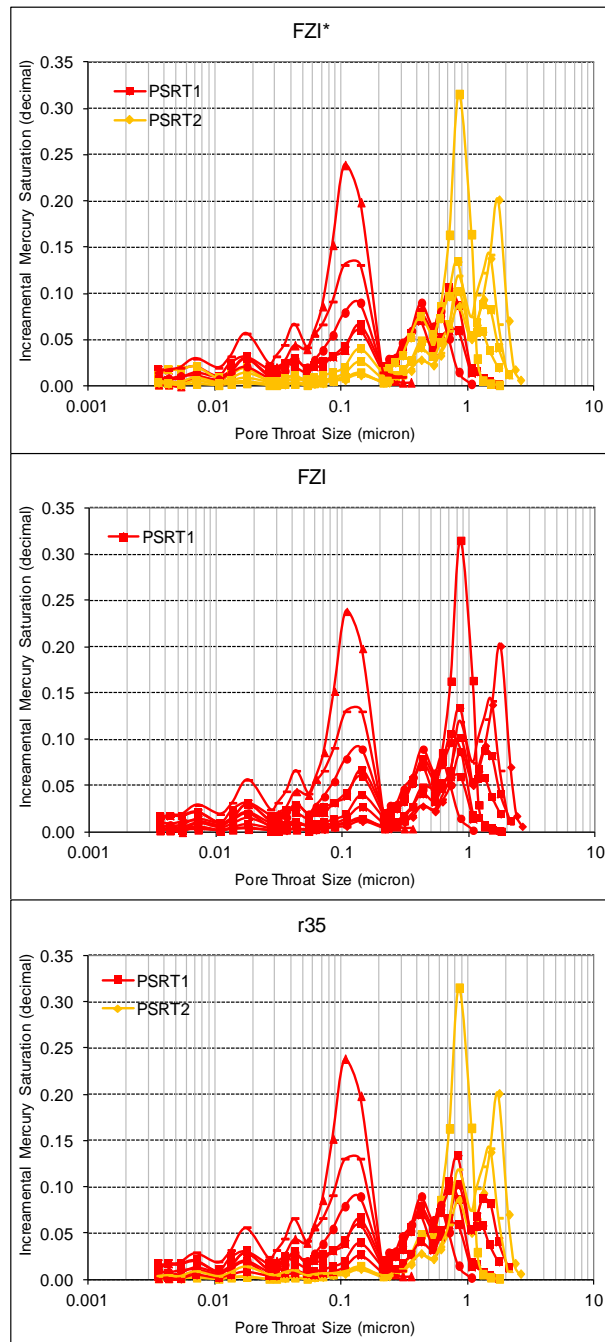 FZI*
Increamental Mercury Saturation (decimal)
0.35
0.30
0.25
0.20
0.15
0.10
0.05
0.00
PSRT1
PSRT2
0.001 0.01 0.1 1 10
Pore Throat Size (micron)
FZI
Increamental Mercury Saturation (decimal)
0.35
0.30
0.25
0.20
0.15
0.10
0.05
0.00
PSRT1
0.001 0.01 0.1 1 10
Pore Throat Size (micron)
r35
Increamental Mercury Saturation (decimal)
0.35
0.30
0.25
0.20
0.15
0.10
0.05
0.00
PSRT1
PSRT2
0.001 0.01 0.1 1 10
Pore Throat Size (micron)